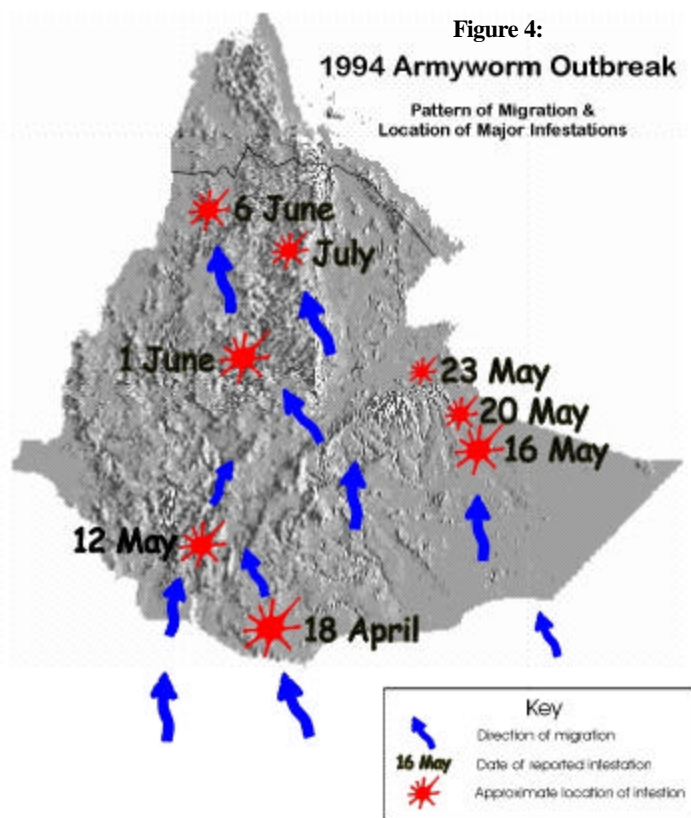 Figure 4:
1994 Armyworm Outbreak
Pattern of Migration &
Location of Major Infestations
6 June
July
1 June
23 May
20 May
16 May
12 May
18 April
Key
Direction of migration
16 May Date of reported infestation
Approximate location of infestion